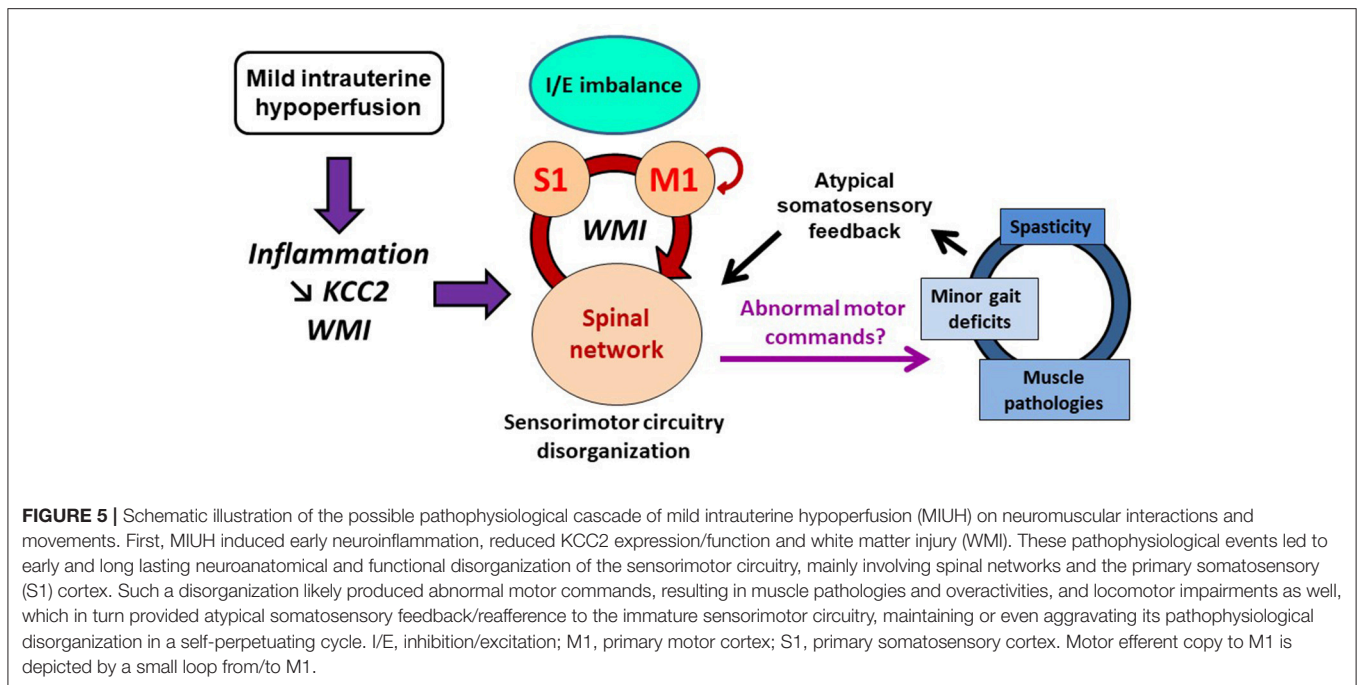 Mild intrauterine
hypoperfusion
Inflammation
↘ KCC2
WMI
I/E imbalance
S1
M1
WMI
Spinal
network
Sensorimotor circuitry
disorganization
Atypical
somatosensory
feedback
Abnormal motor
commands?
Spasticity
Minor gait
deficits
Muscle
pathologies
FIGURE 5 | Schematic illustration of the possible pathophysiological cascade of mild intrauterine hypoperfusion (MIUH) on neuromuscular interactions and
movements. First, MIUH induced early neuroinflammation, reduced KCC2 expression/function and white matter injury (WMI). These pathophysiological events led to
early and long lasting neuroanatomical and functional disorganization of the sensorimotor circuitry, mainly involving spinal networks and the primary somatosensory
(S1) cortex. Such a disorganization likely produced abnormal motor commands, resulting in muscle pathologies and overactivities, and locomotor impairments as well,
which in turn provided atypical somatosensory feedback/reafference to the immature sensorimotor circuitry, maintaining or even aggravating its pathophysiological
disorganization in a self-perpetuating cycle. I/E, inhibition/excitation; M1, primary motor cortex; S1, primary somatosensory cortex. Motor efferent copy to M1 is
depicted by a small loop from/to M1.